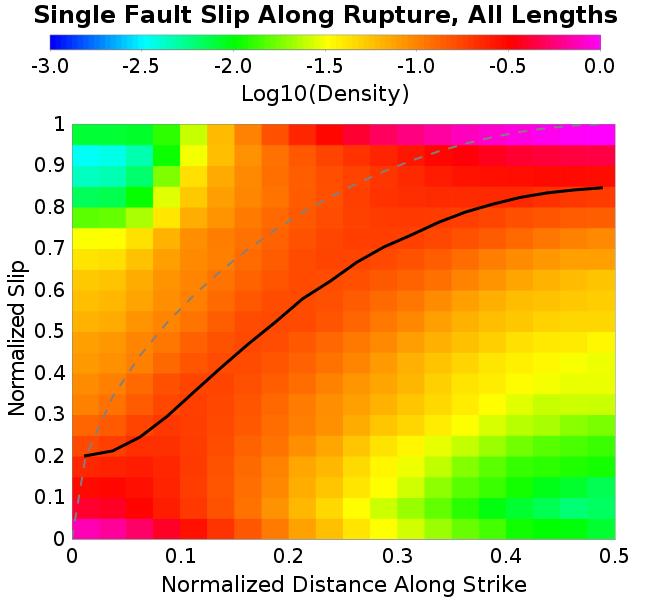 Single Fault Slip Along Rupture, All Lengths
-3.0 -2.5 -2.0 -1.5 -1.0 -0.5 0.0
Log10(Density)
1
0.9
0.8
0.7
0.6
0.5
0.4
0.3
0.2
0.1
0
Normalized Slip
0 0.1 0.2 0.3 0.4 0.5
Normalized Distance Along Strike